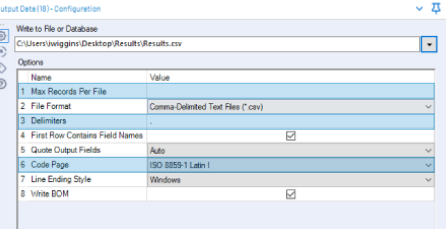 utput Data (18) - Configuration
Write to File or Database
C:\Users\iwiggins\Desktop\Results\Results.csv
Options
Name Value
1 Max Records Per File
2 File Format Comma-Delimited Text Files (*.csv)
3 Delimiters ,
4 First Row Contains Field Names
5 Quote Output Fields Auto
6 Code Page ISO 8859-1 Latin I
7 Line Ending Style Windows
8 Write BOM